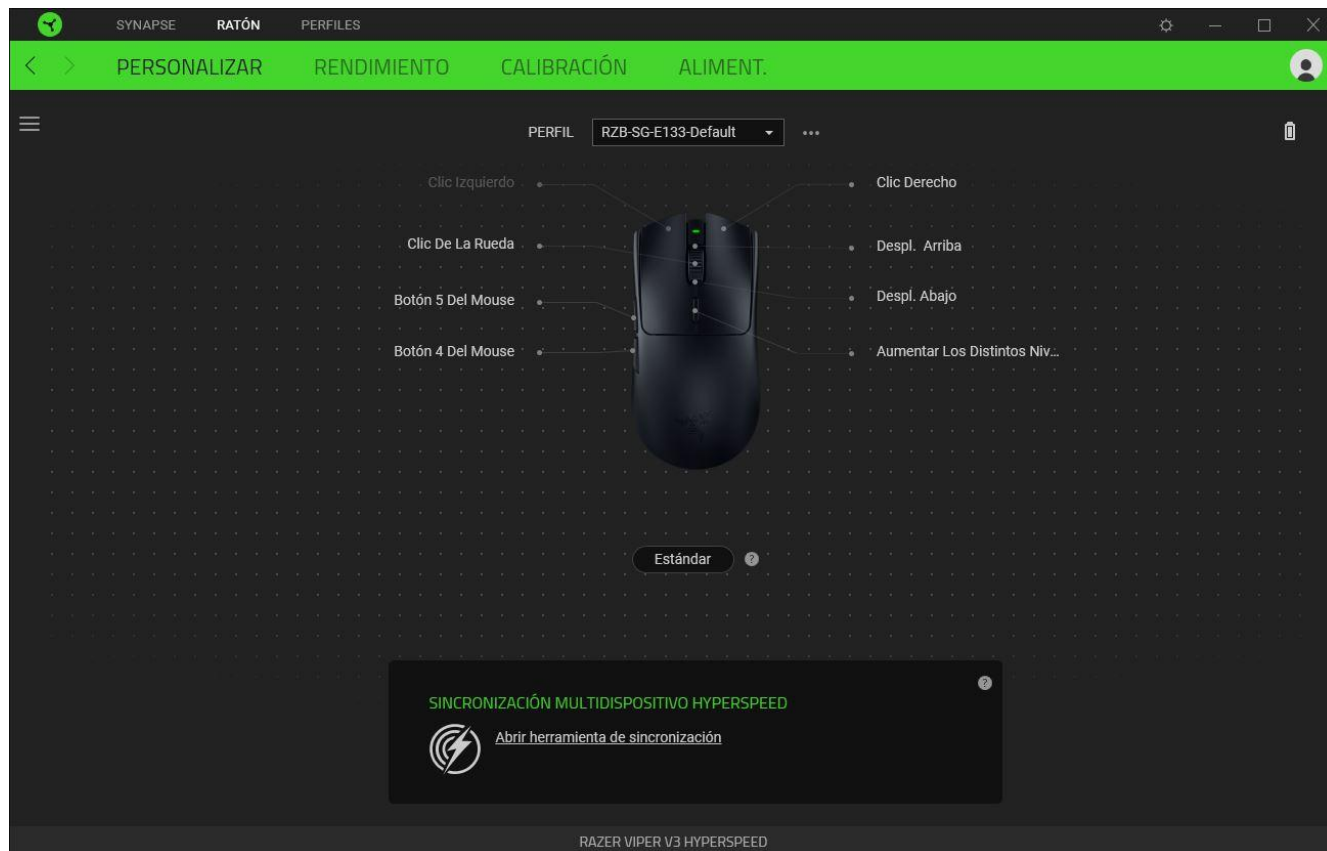 SYNAPSE RATÓN PERFILES
PERSONALIZAR RENDIMIENTO CALIBRACIÓN ALIMENT.
PERFIL RZB-SG-E133-Default
Clic Izquierdo Clic Derecho
Clic De La Rueda Despl. Arriba
Botón 5 Del Mouse Despl. Abajo
Botón 4 Del Mouse Aumentar Los Distintos Niv...
Estándar ?
?
SINCRONIZACIÓN MULTIDISPOSITIVO HYPERSPEED
Abrir herramienta de sincronización
RAZER VIPER V3 HYPERSPEED